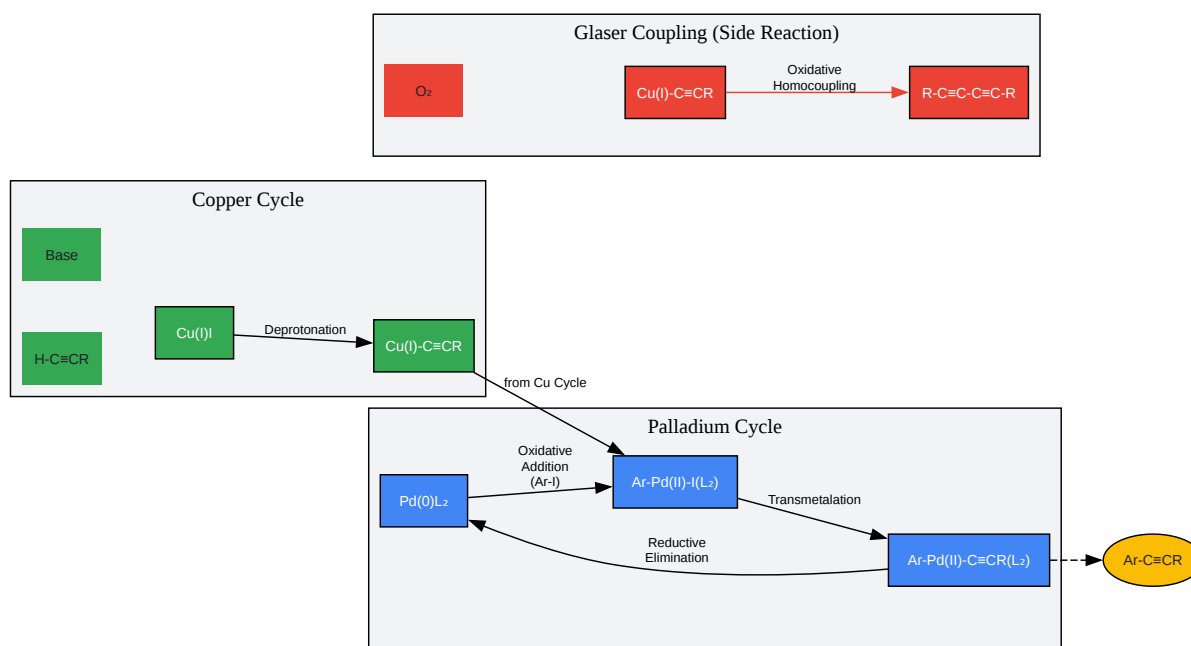 Glaser Coupling (Side Reaction)
O₂
Cu(I)-C≡CR
Oxidative
Homocoupling
R-C≡C-C≡C-R
Copper Cycle
Base
H-C≡CR
Cu(I)I
Deprotonation
Cu(I)-C≡CR
from Cu Cycle
Palladium Cycle
Pd(0)L₂
Oxidative
Addition
(Ar-I)
Ar-Pd(II)-I(L₂)
Transmetalation
Reductive
Elimination
Ar-Pd(II)-C≡CR(L₂)
Ar-C≡CR